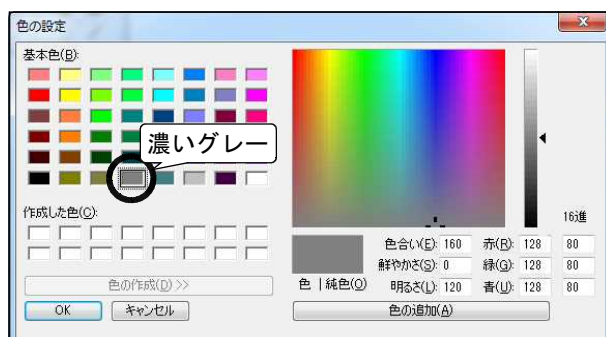 色の設定
基本色(B):
濃いグレー
作成した色(C):
色の作成(D) >>
OK
キャンセル
16進
色合い(E): 160 赤(R): 128 80
鮮やかさ(S): 0 緑(G): 128 80
色 | 純色(O) 明るさ(L): 120 青(U): 128 80
色の追加(A)